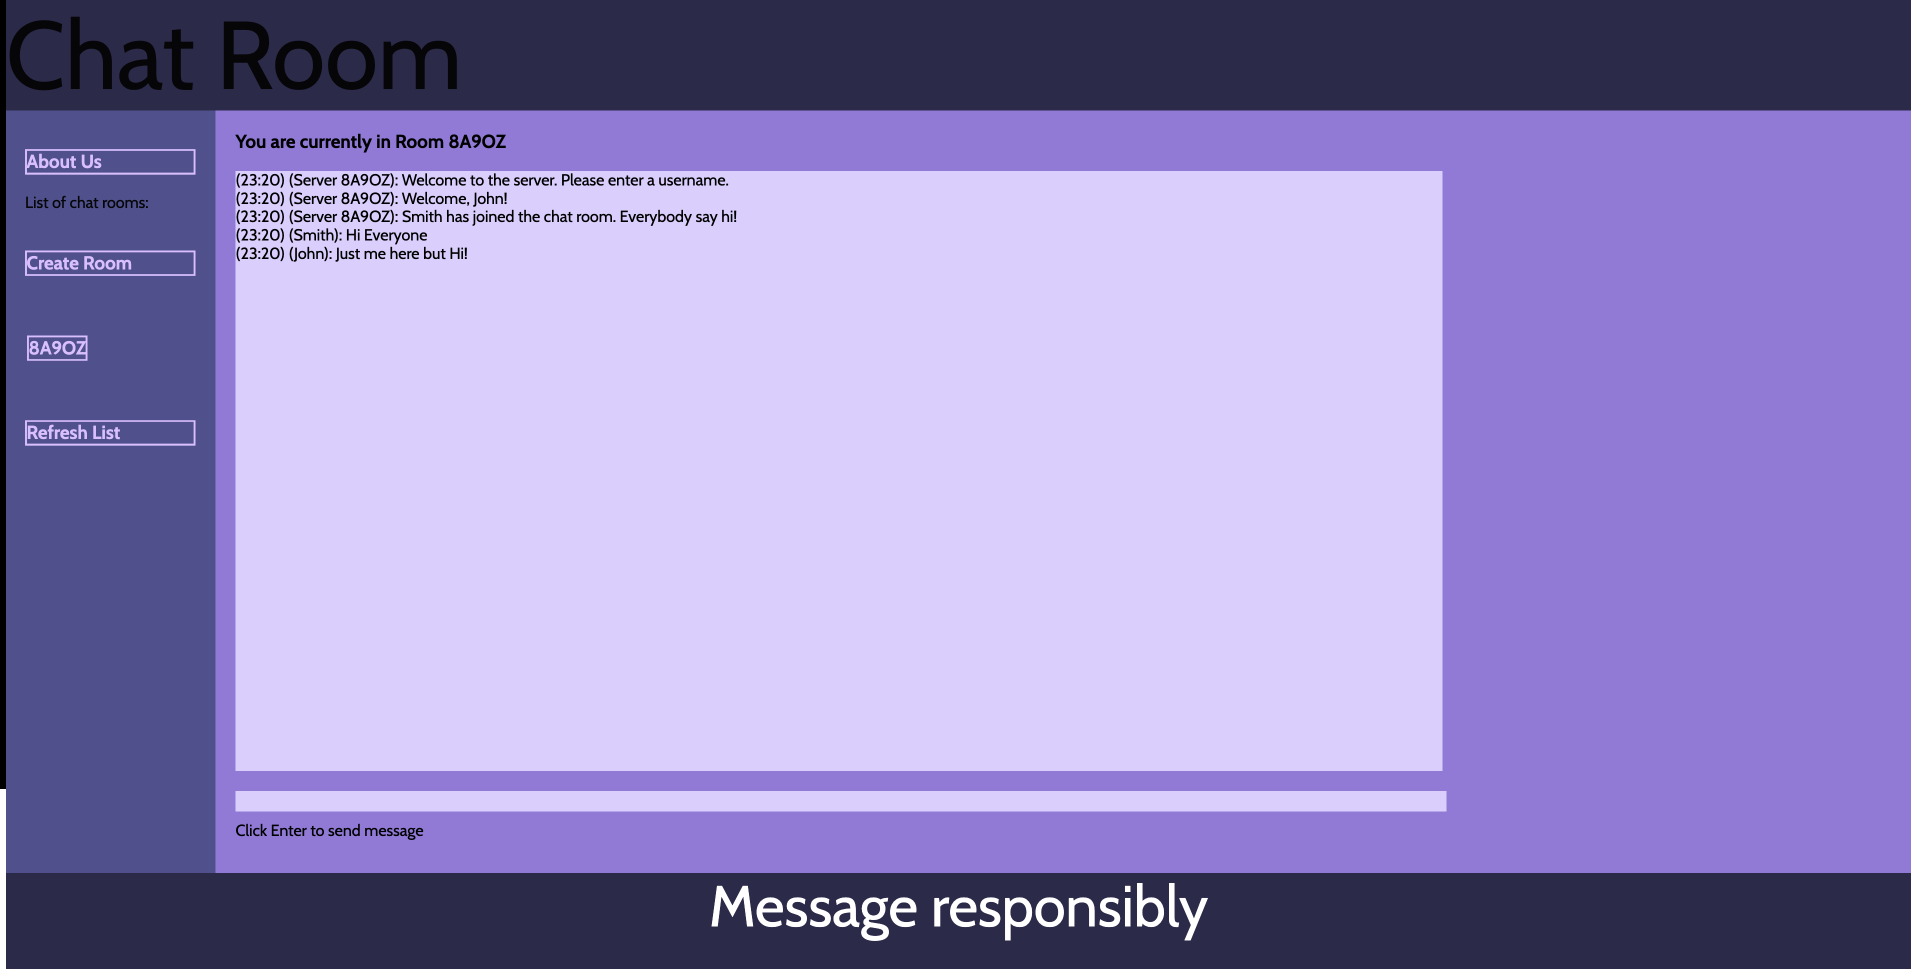 Chat Room
About Us
List of chat rooms:
Create Room
8A9OZ
Refresh List
You are currently in Room 8A9OZ
(23:20) (Server 8A9OZ): Welcome to the server. Please enter a username.
(23:20) (Server 8A9OZ): Welcome, John!
(23:20) (Server 8A9OZ): Smith has joined the chat room. Everybody say hi!
(23:20) (Smith): Hi Everyone
(23:20) (John): Just me here but Hi!
Click Enter to send message
Message responsibly